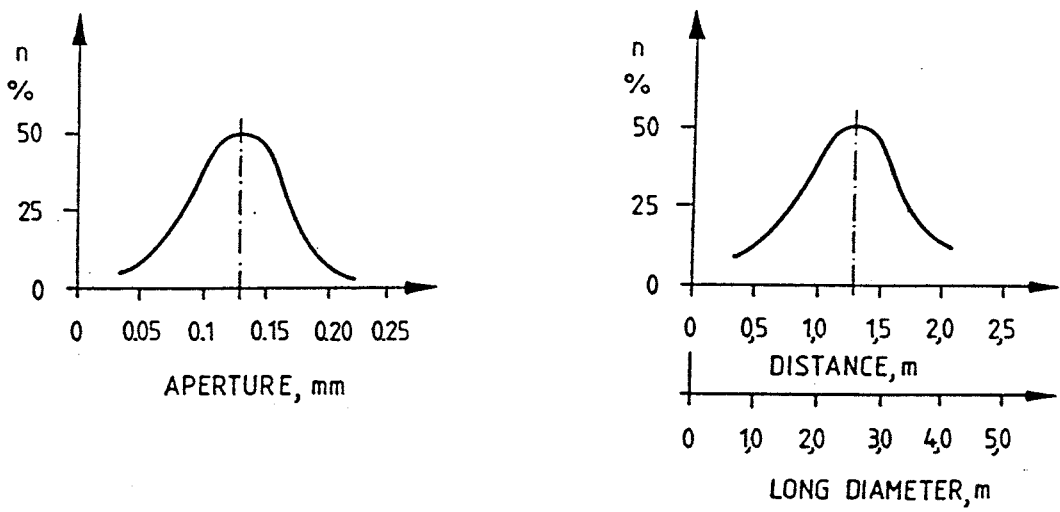 n
%
50
25
0
0 0.05 0.1 0.15 0.20 0.25
APERTURE, mm
n
%
50
25
0
0 0,5 1,0 1,5 2,0 2,5
DISTANCE, m
0 1,0 2,0 3,0 4,0 5,0
LONG DIAMETER, m